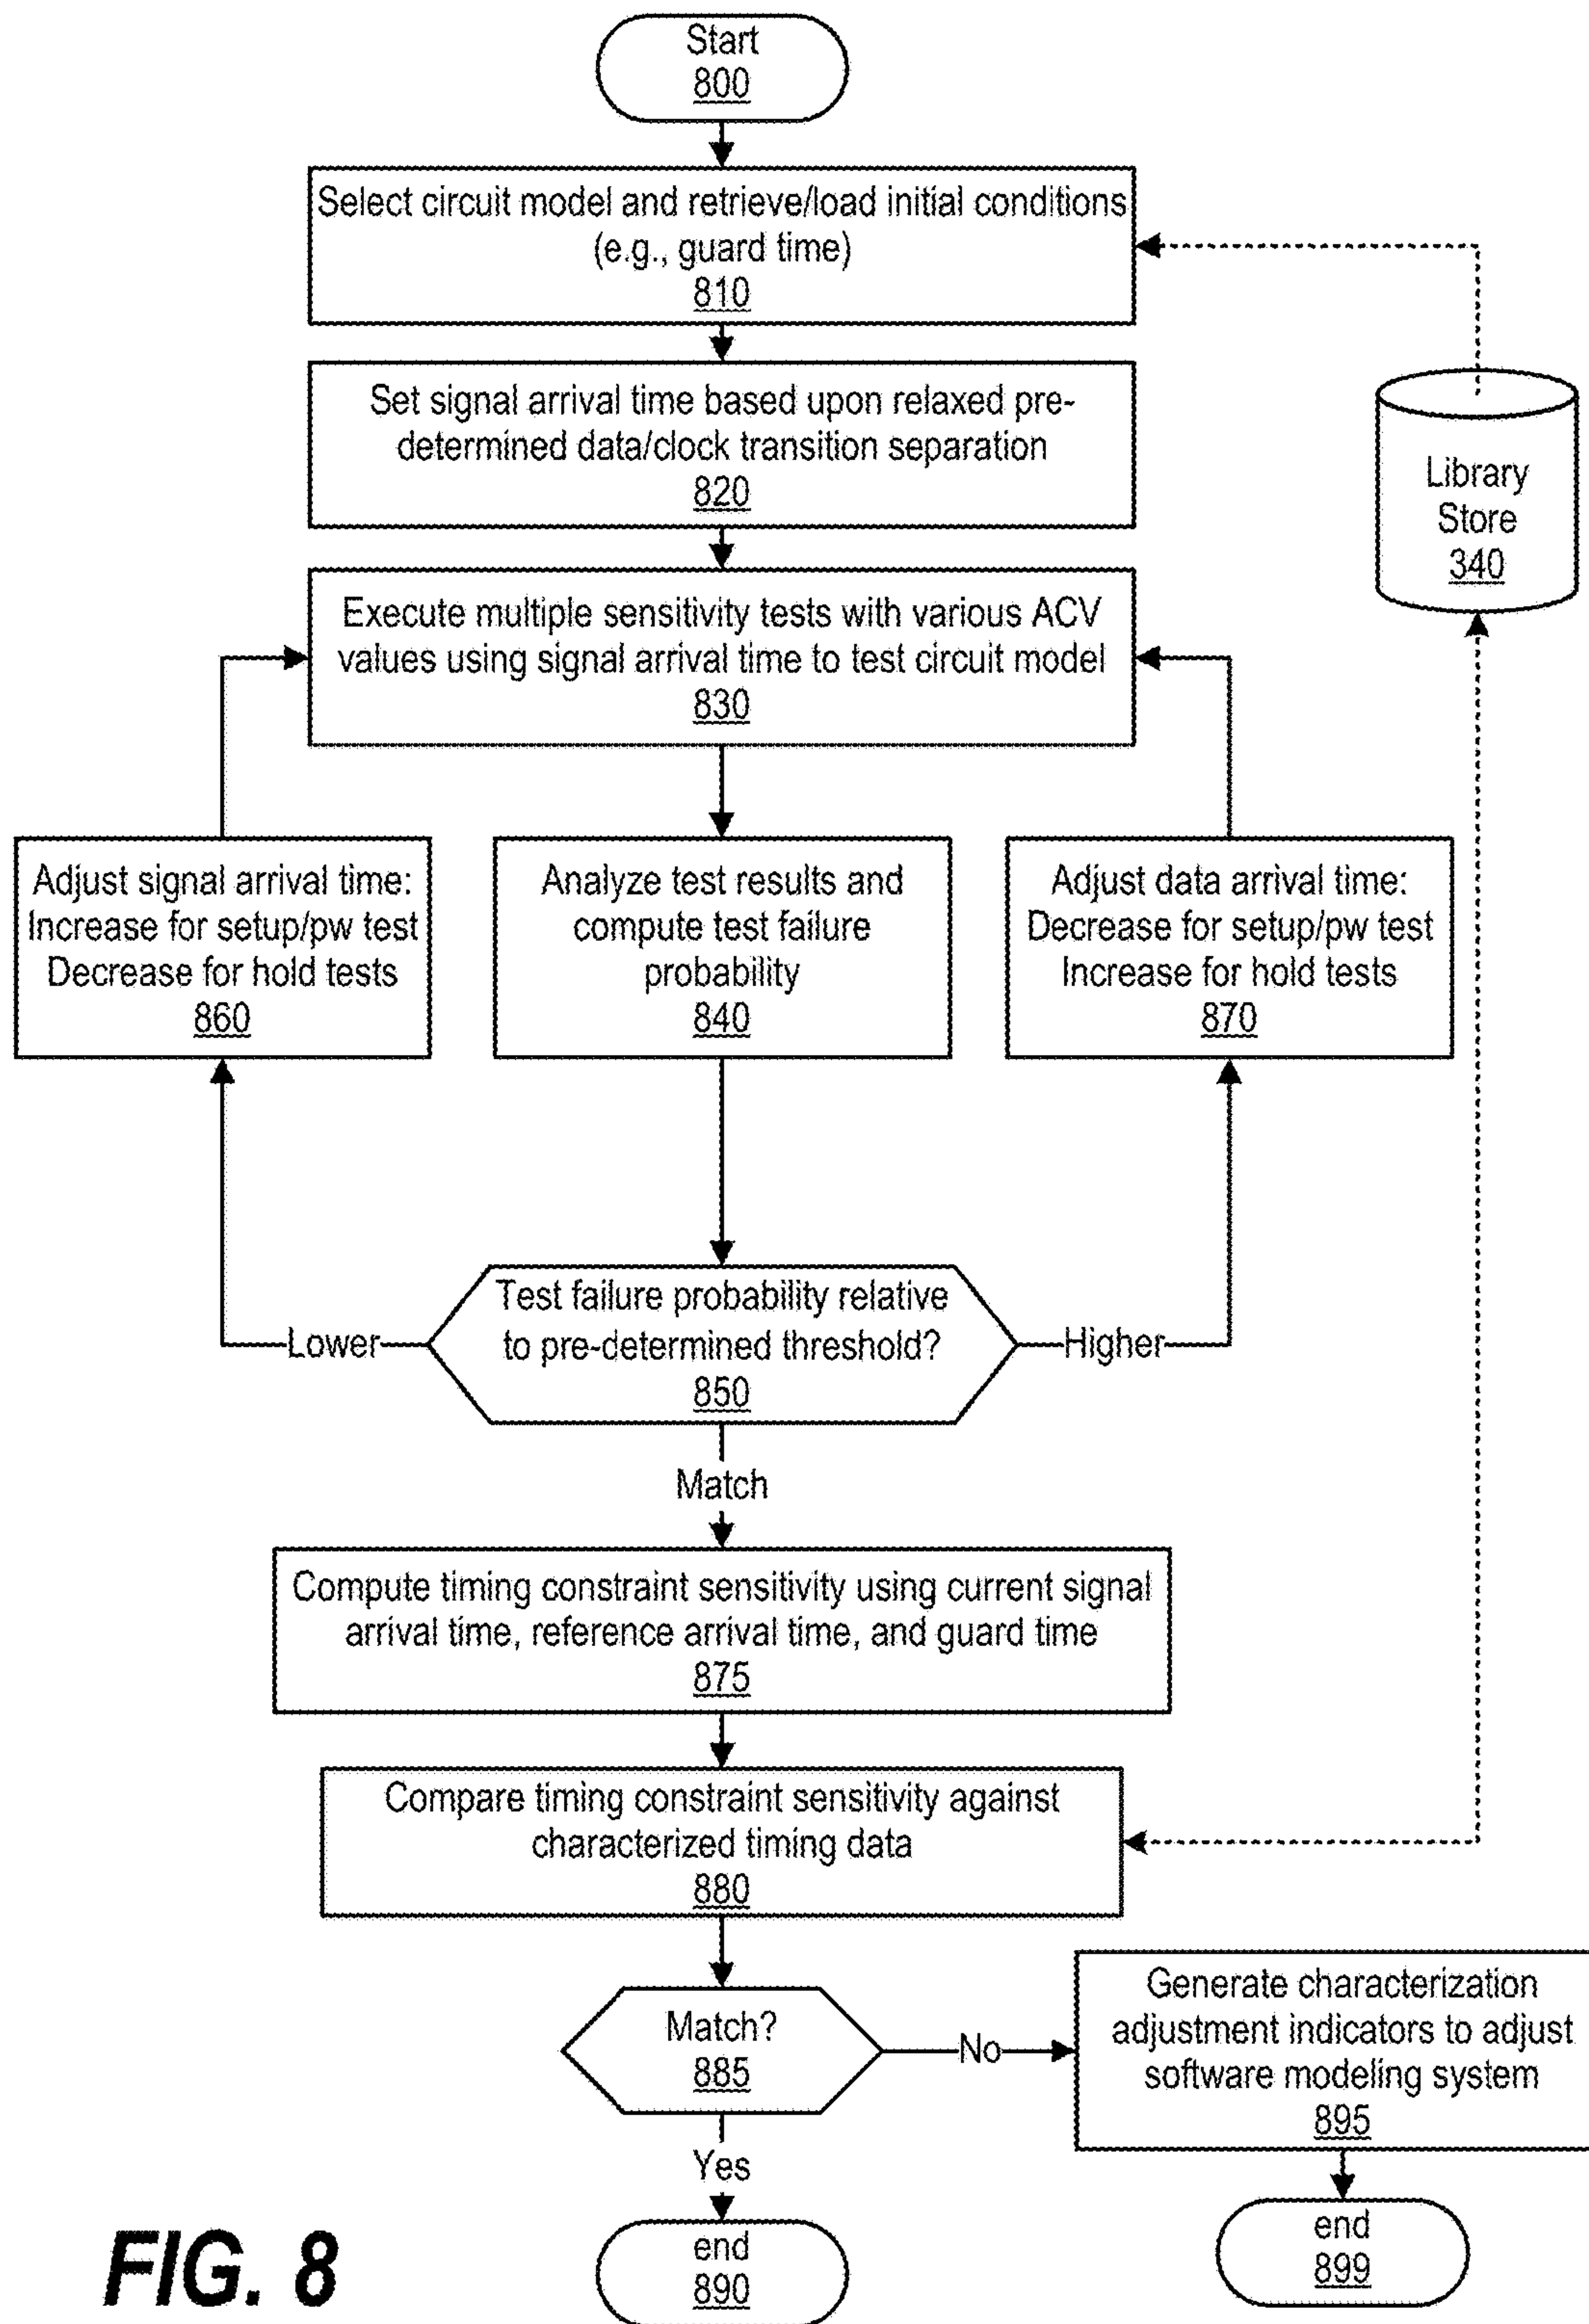 Start
800
Select circuit model and retrieve/load initial conditions
(e.g., guard time)
810
Set signal arrival time based upon relaxed pre-
determined data/clock transition separation
820
Library
Store
340
Execute multiple sensitivity tests with various ACV
values using signal arrival time to test circuit model
830
Adjust signal arrival time:
Increase for setup/pw test
Decrease for hold tests
860
Analyze test results and
compute test failure
probability
840
Adjust data arrival time:
Decrease for setup/pw test
Increase for hold tests
870
Test failure probability relative
to pre-determined threshold?
850
Lower
Higher
Match
Compute timing constraint sensitivity using current signal
arrival time, reference arrival time, and guard time
875
Compare timing constraint sensitivity against
characterized timing data
880
Match?
885
No
Generate characterization
adjustment indicators to adjust
software modeling system
895
Yes
end
890
end
899
FIG. 8